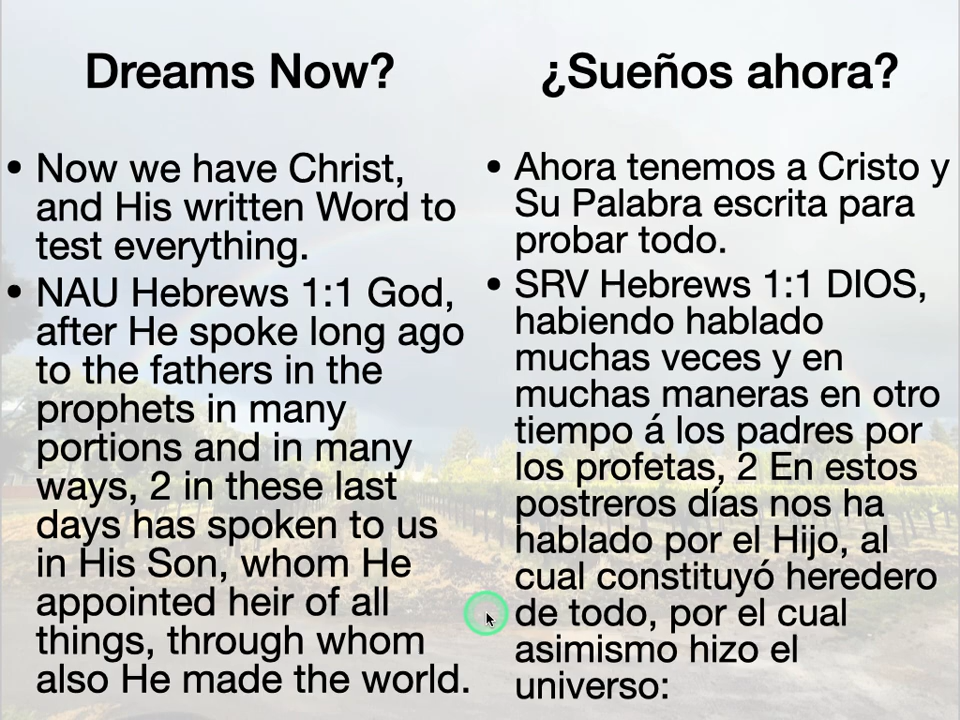 Dreams Now?
• Now we have Christ,
and His written Word to
test everything.
• NAU Hebrews 1:1 God,
after He spoke long ago
to the fathers in the
prophets in many
portions and in many
ways, 2 in these last
days has spoken to us
in His Son, whom He
appointed heir of all
things, through whom
also He made the world.
¿Sueños ahora?
• Ahora tenemos a Cristo y
Su Palabra escrita para
probar todo.
• SRV Hebrews 1:1 DIOS,
habiendo hablado
muchas veces y en
muchas maneras en otro
tiempo á los padres por
los profetas, 2 En estos
postreros días nos ha
hablado por el Hijo, al
cual constituyó heredero
de todo, por el cual
asimismo hizo el
universo: